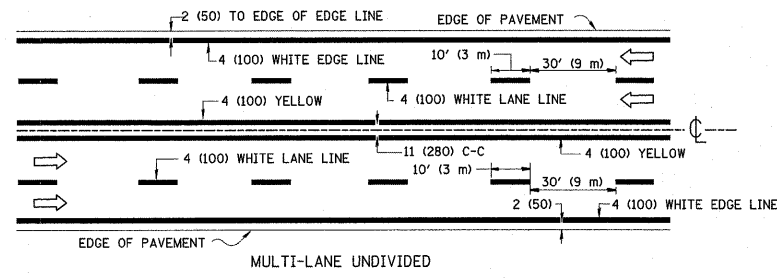 2 (50) TO EDGE OF EDGE LINE
EDGE OF PAVEMENT
4 (100) WHITE EDGE LINE
10' (3 m)
30' (9 m)
4 (100) YELLOW
4 (100) WHITE LANE LINE
CL
4 (100) WHITE LANE LINE
11 (280) C-C
4 (100) YELLOW
10' (3 m)
30' (9 m)
2 (50)
4 (100) WHITE EDGE LINE
EDGE OF PAVEMENT
MULTI-LANE UNDIVIDED